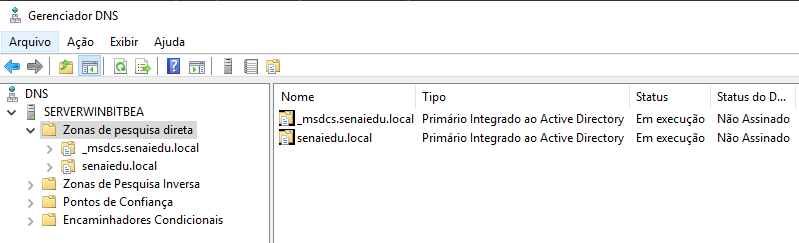 Gerenciador DNS
Arquivo Ação Exibir Ajuda
DNS
SERVERWINBITBEA
Zonas de pesquisa direta
_msdcs.senaiedu.local
senaiedu.local
Zonas de Pesquisa Inversa
Pontos de Confiança
Encaminhadores Condicionais
Nome Tipo Status Status do D...
_msdcs.senaiedu.local Primário Integrado ao Active Directory Em execução Não Assinado
senaiedu.local Primário Integrado ao Active Directory Em execução Não Assinado